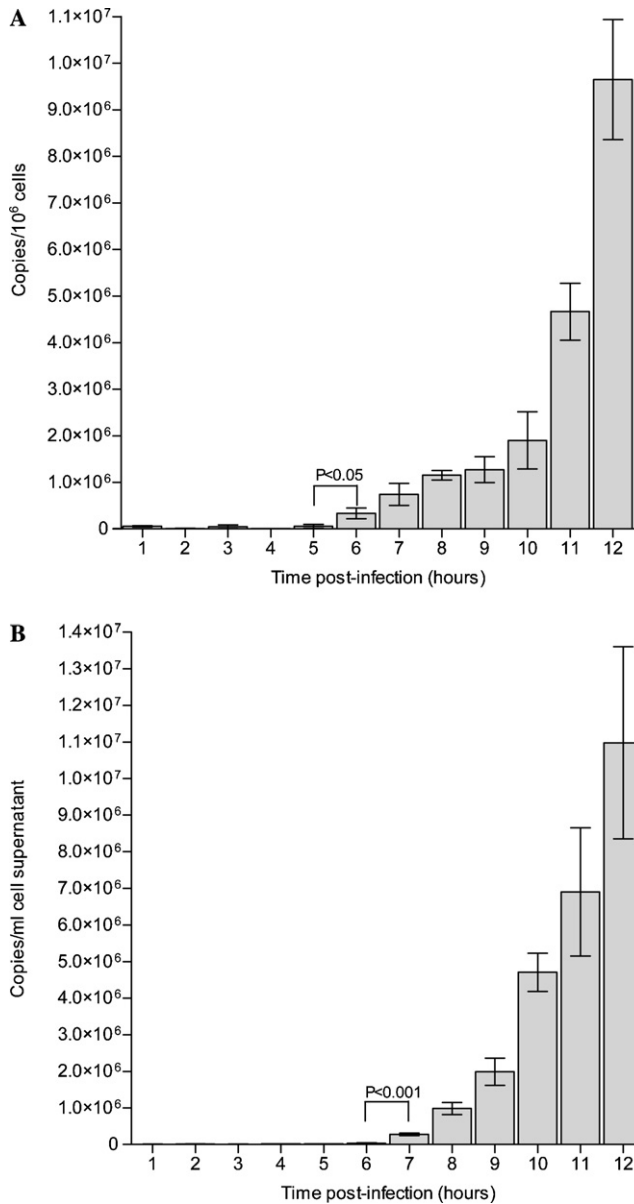 A
1.1×10⁷
1.0×10⁷
9.0×10⁶
8.0×10⁶
7.0×10⁶
6.0×10⁶
5.0×10⁶
4.0×10⁶
3.0×10⁶
2.0×10⁶
1.0×10⁶
0
Copies/10⁶ cells
P<0.05
1 2 3 4 5 6 7 8 9 10 11 12
Time post-infection (hours)
B
1.4×10⁷
1.3×10⁷
1.2×10⁷
1.1×10⁷
1.0×10⁷
9.0×10⁶
8.0×10⁶
7.0×10⁶
6.0×10⁶
5.0×10⁶
4.0×10⁶
3.0×10⁶
2.0×10⁶
1.0×10⁶
0
Copies/ml cell supernatant
P<0.001
1 2 3 4 5 6 7 8 9 10 11 12
Time post-infection (hours)